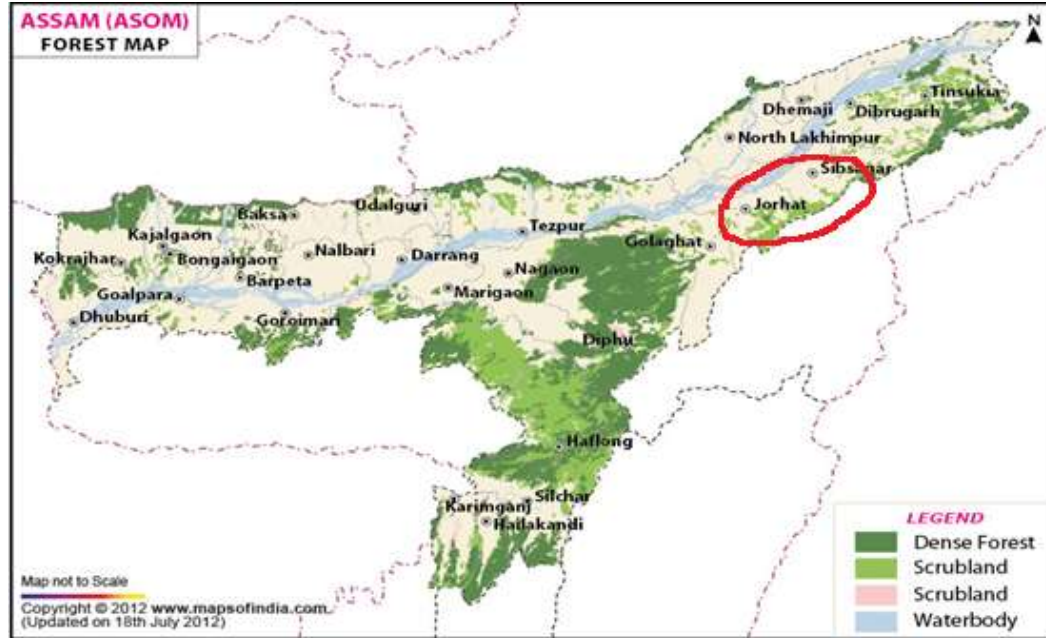 ASSAM (ASOM)
FOREST MAP
N
Tinsukia
Dhemaji
Dibrugarh
North Lakhimpur
Sibsagar
Jorhat
Udalguri
Baksa
Tezpur
Kajalgaon
Golaghat
Kokrajhar
Bongaigaon
Nalbari
Darrang
Nagaon
Barpeta
Goalpara
Marigaon
Dhuburi
Goroimari
Diphu
Haflong
Silchar
Karimganj
Hailakandi
LEGEND
Dense Forest
Scrubland
Scrubland
Waterbody
Map not to Scale
Copyright © 2012 www.mapsofindia.com
(Updated on 18th July 2012)